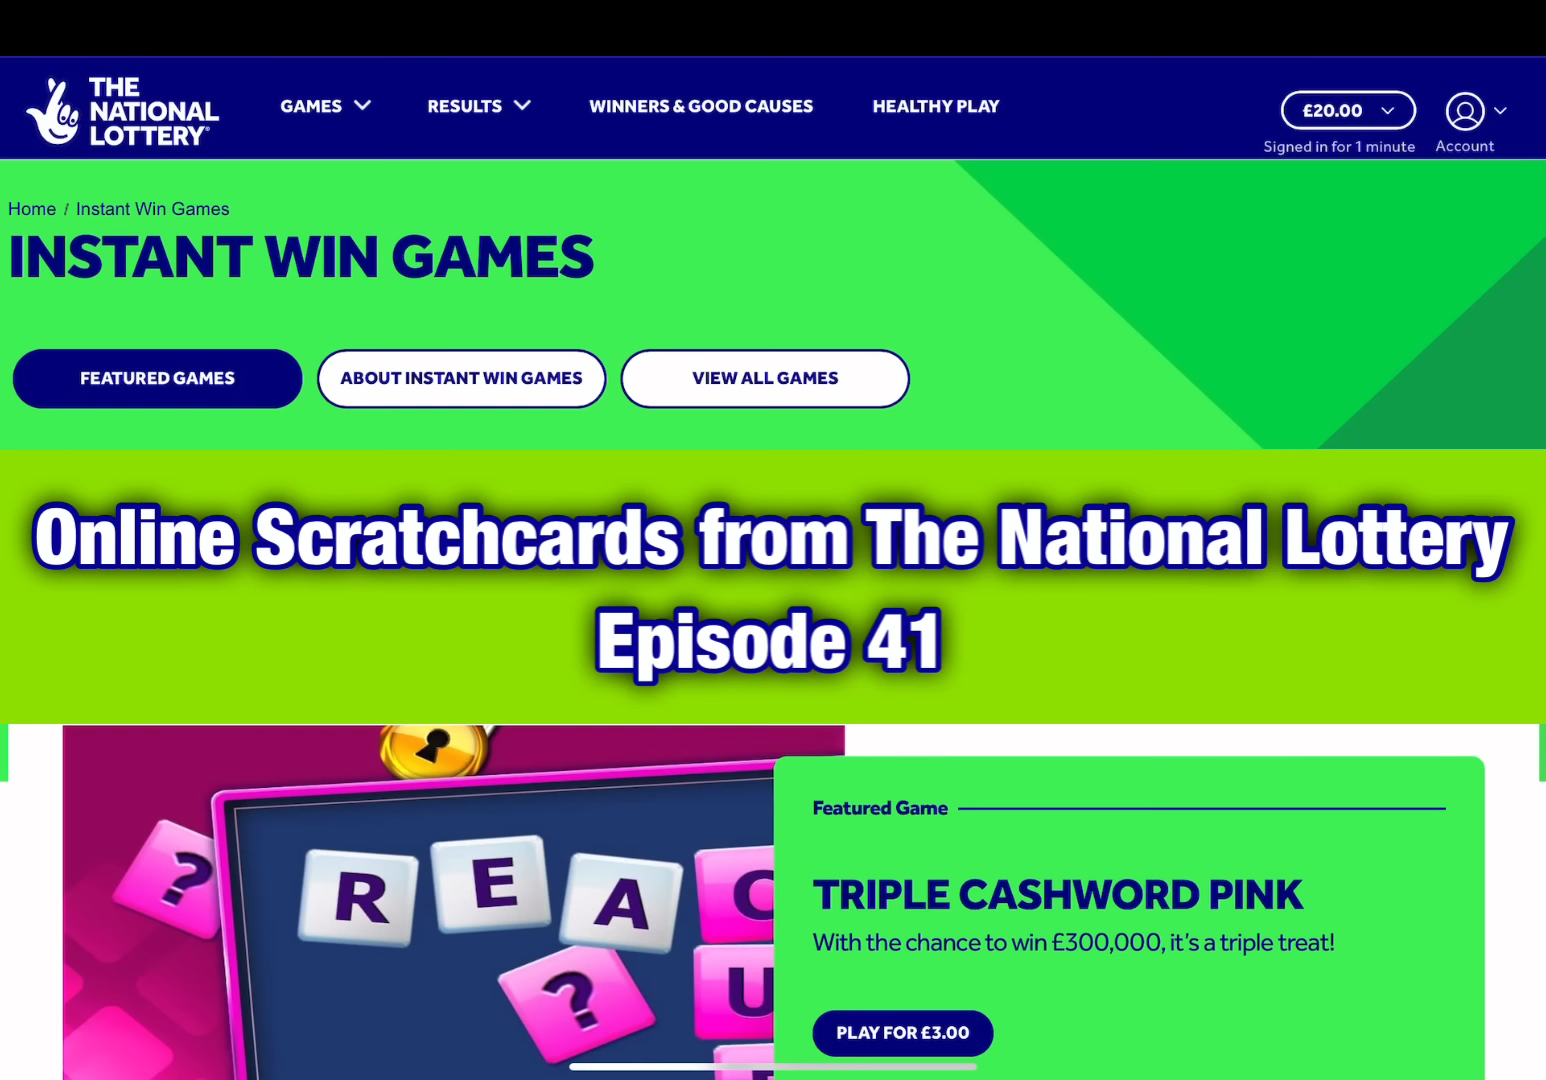 THE
NATIONAL
LOTTERY®
GAMES
RESULTS
WINNERS & GOOD CAUSES
HEALTHY PLAY
£20.00
Signed in for 1 minute
Account
Home / Instant Win Games
INSTANT WIN GAMES
FEATURED GAMES
ABOUT INSTANT WIN GAMES
VIEW ALL GAMES
Online Scratchcards from The National Lottery
Episode 41
? R E A C
? U
Featured Game
TRIPLE CASHWORD PINK
With the chance to win £300,000, it's a triple treat!
PLAY FOR £3.00